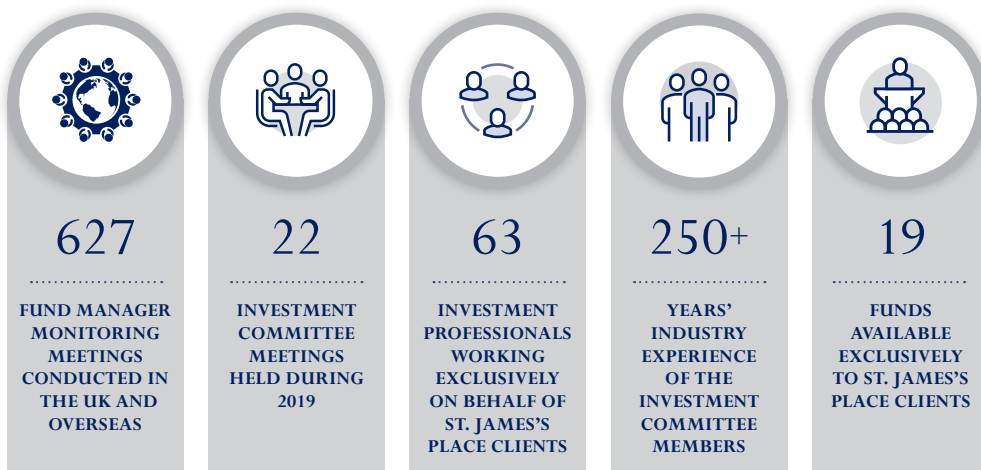 627
FUND MANAGER
MONITORING
MEETINGS
CONDUCTED IN
THE UK AND
OVERSEAS
22
INVESTMENT
COMMITTEE
MEETINGS
HELD DURING
2019
63
INVESTMENT
PROFESSIONALS
WORKING
EXCLUSIVELY
ON BEHALF OF
ST. JAMES’S
PLACE CLIENTS
250+
YEARS’
INDUSTRY
EXPERIENCE
OF THE
INVESTMENT
COMMITTEE
MEMBERS
19
FUNDS
AVAILABLE
EXCLUSIVELY
TO ST. JAMES’S
PLACE CLIENTS